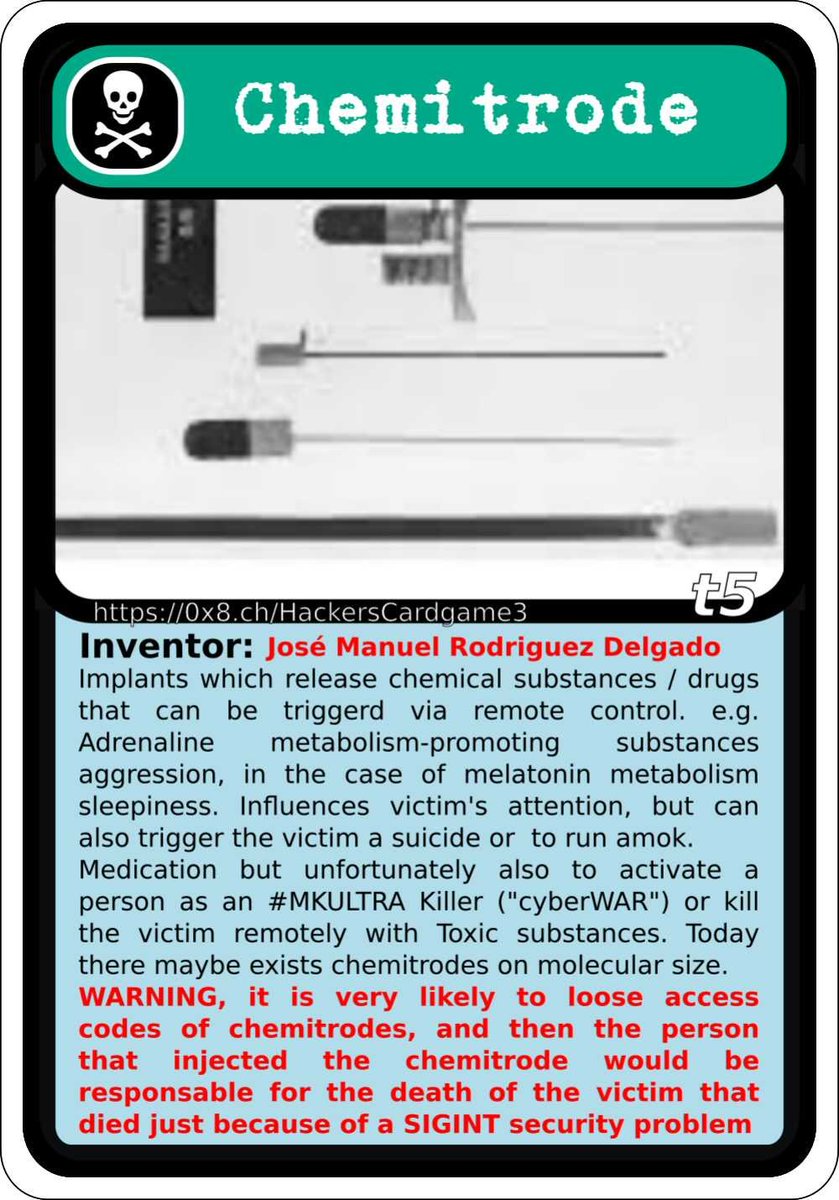 Chemitrode
t5
https://0x8.ch/HackersCardgame3
Inventor: José Manuel Rodriguez Delgado
Implants which release chemical substances / drugs
that can be triggerd via remote control. e.g.
Adrenaline metabolism-promoting substances
aggression, in the case of melatonin metabolism
sleepiness. Influences victim's attention, but can
also trigger the victim a suicide or to run amok.
Medication but unfortunately also to activate a
person as an #MKULTRA Killer ("cyberWAR") or kill
the victim remotely with Toxic substances. Today
there maybe exists chemitrodes on molecular size.
WARNING, it is very likely to loose access
codes of chemitrodes, and then the person
that injected the chemitrode would be
responsable for the death of the victim that
died just because of a SIGINT security problem